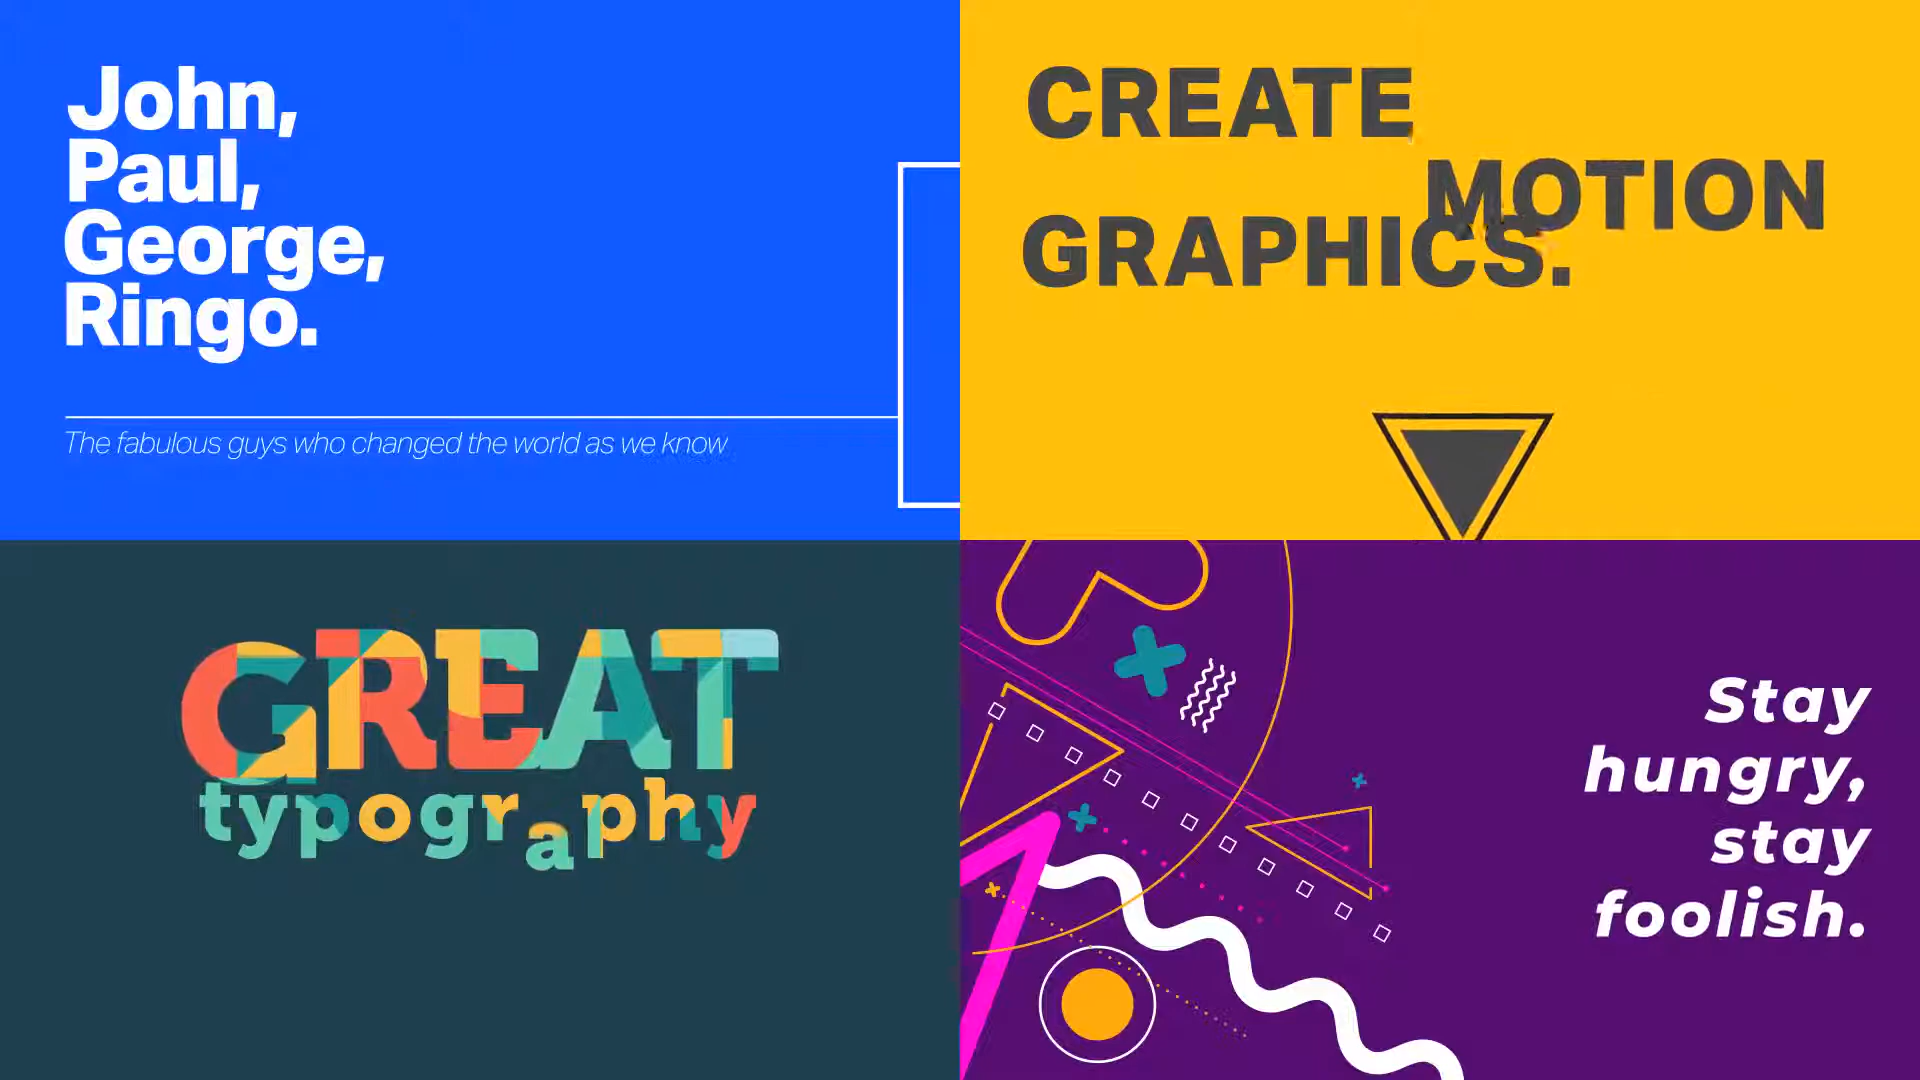 John,
Paul,
George,
Ringo.
The fabulous guys who changed the world as we know
CREATE
MOTION
GRAPHICS.
GREAT
typography
Stay
hungry,
stay
foolish.